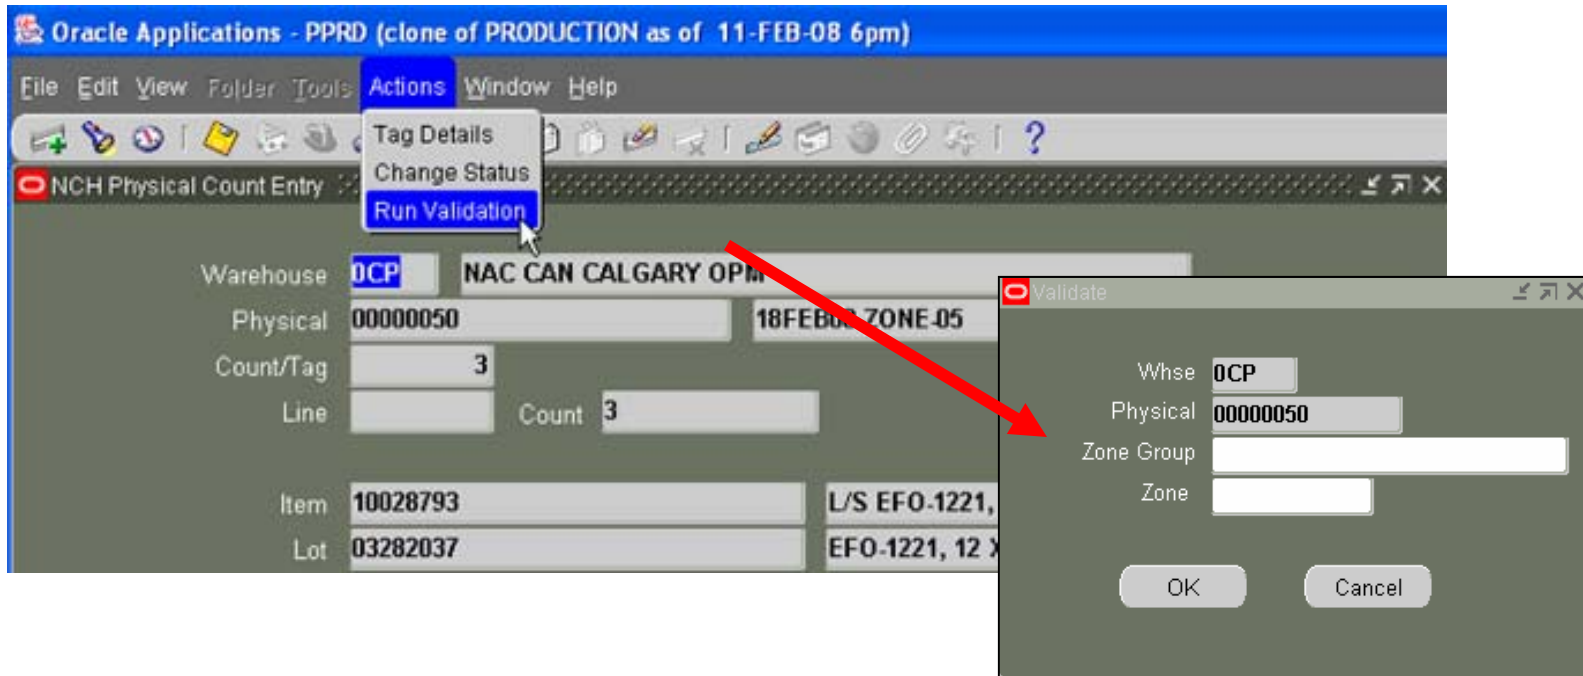 Oracle Applications - PPRD (clone of PRODUCTION as of 11-FEB-08 6pm)
File Edit View Folder Tools Actions Window Help
Tag Details
Change Status
Run Validation
NCH Physical Count Entry
Warehouse 0CP NAC CAN CALGARY OPM
Physical 00000050 18FEB08 ZONE-05
Count/Tag 3
Line Count 3
Item 10028793 L/S EFO-1221,
Lot 03282037 EFO-1221, 12 X
Validate
Whse 0CP
Physical 00000050
Zone Group
Zone
OK Cancel